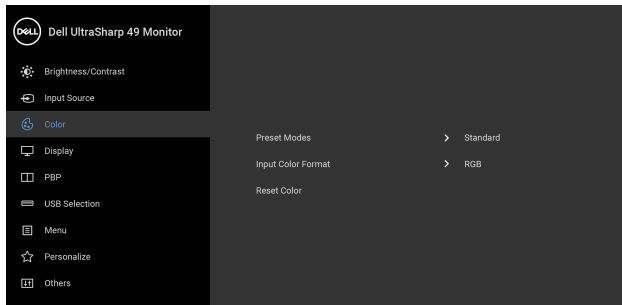 DELL Dell UltraSharp 49 Monitor
Brightness/Contrast
Input Source
Color
Display
PBP
USB Selection
Menu
Personalize
Others
Preset Modes > Standard
Input Color Format > RGB
Reset Color